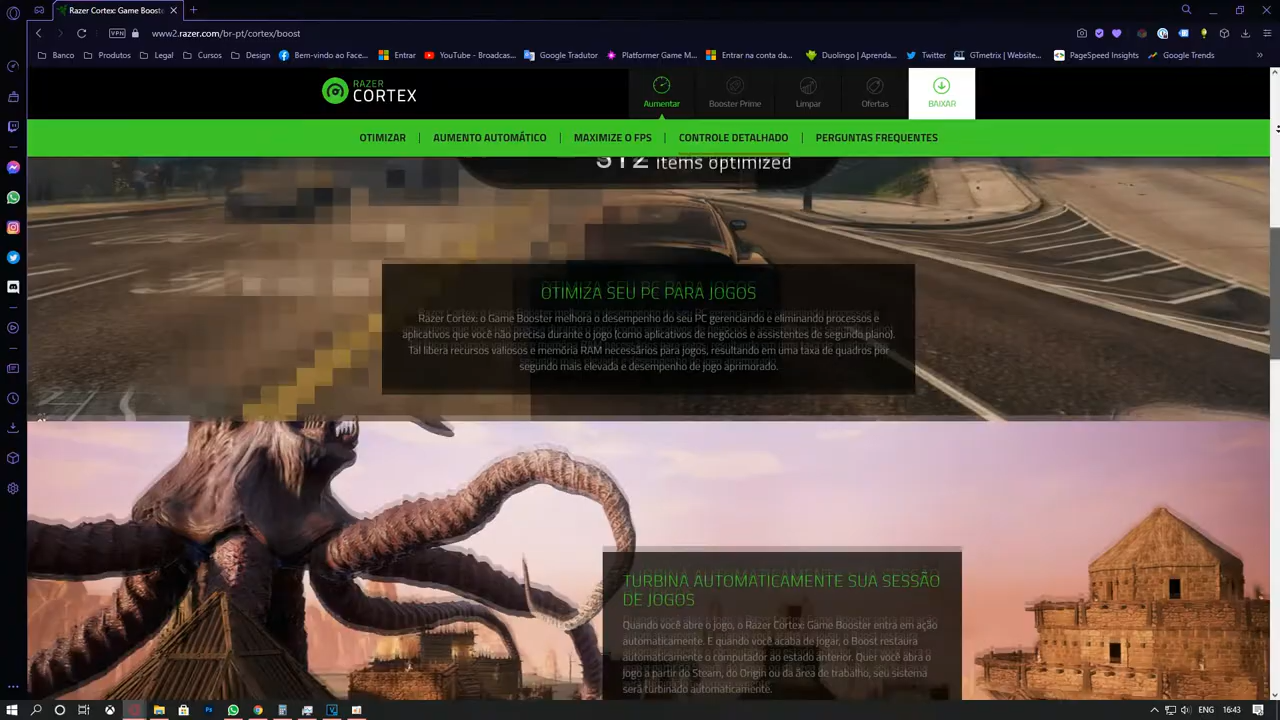 Razer Cortex: Game Boost
VPN
www2.razer.com/br-pt/cortex/boost
Banco
Produtos
Legal
Cursos
Design
Bem-vindo ao Face...
Entrar
YouTube - Broadcas...
Google Tradutor
Platformer Game M...
Entrar na conta da...
Duolingo | Aprenda...
Twitter
GTmetrix | Website...
PageSpeed Insights
Google Trends
RAZER
CORTEX
Aumentar
Booster Prime
Limpar
Ofertas
BAIXAR
OTIMIZAR
AUMENTO AUTOMÁTICO
MAXIMIZE O FPS
CONTROLE DETALHADO
PERGUNTAS FREQUENTES
512 items optimized
OTIMIZA SEU PC PARA JOGOS
Razer Cortex: o Game Booster melhora o desempenho do seu PC gerenciando e eliminando processos e
aplicativos que você não precisa durante o jogo (como aplicativos de negócios e assistentes de segundo plano).
Tal libera recursos valiosos e memória RAM necessários para jogos, resultando em uma taxa de quadros por
segundo mais elevada e desempenho de jogo aprimorado.
TURBINA AUTOMATICAMENTE SUA SESSÃO
DE JOGOS
Quando você abre o jogo, o Razer Cortex: Game Booster entra em ação
automaticamente. E quando você acaba de jogar, o Boost restaura
automaticamente o computador ao estado anterior. Quer você abra o
jogo a partir do Steam, do Origin ou da área de trabalho, seu sistema
será turbinado automaticamente.
ENG
16:43